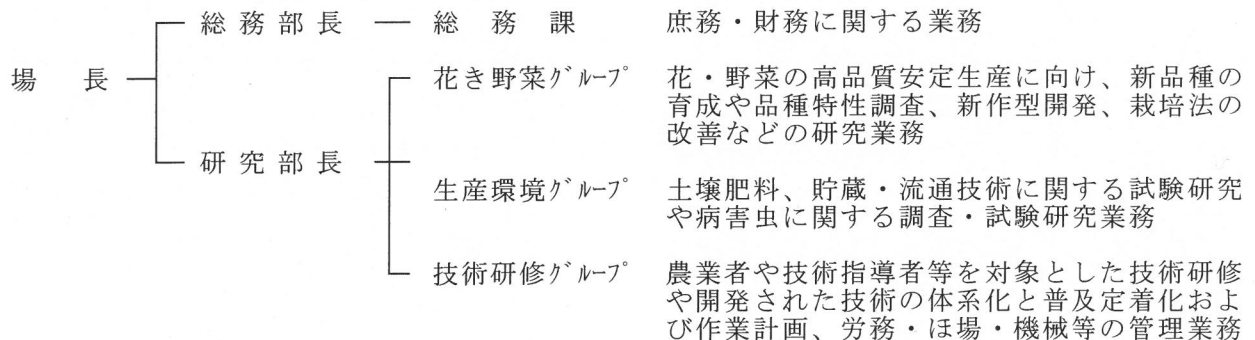 総務部長 総務課 庶務・財務に関する業務
場長 花き野菜グループ 花・野菜の高品質安定生産に向け、新品種の
育成や品種特性調査、新作型開発、栽培法の
改善などの研究業務
研究部長
生産環境グループ 土壌肥料、貯蔵・流通技術に関する試験研究
や病害虫に関する調査・試験研究業務
技術研修グループ 農業者や技術指導者等を対象とした技術研修
や開発された技術の体系化と普及定着化およ
び作業計画、労務・ほ場・機械等の管理業務